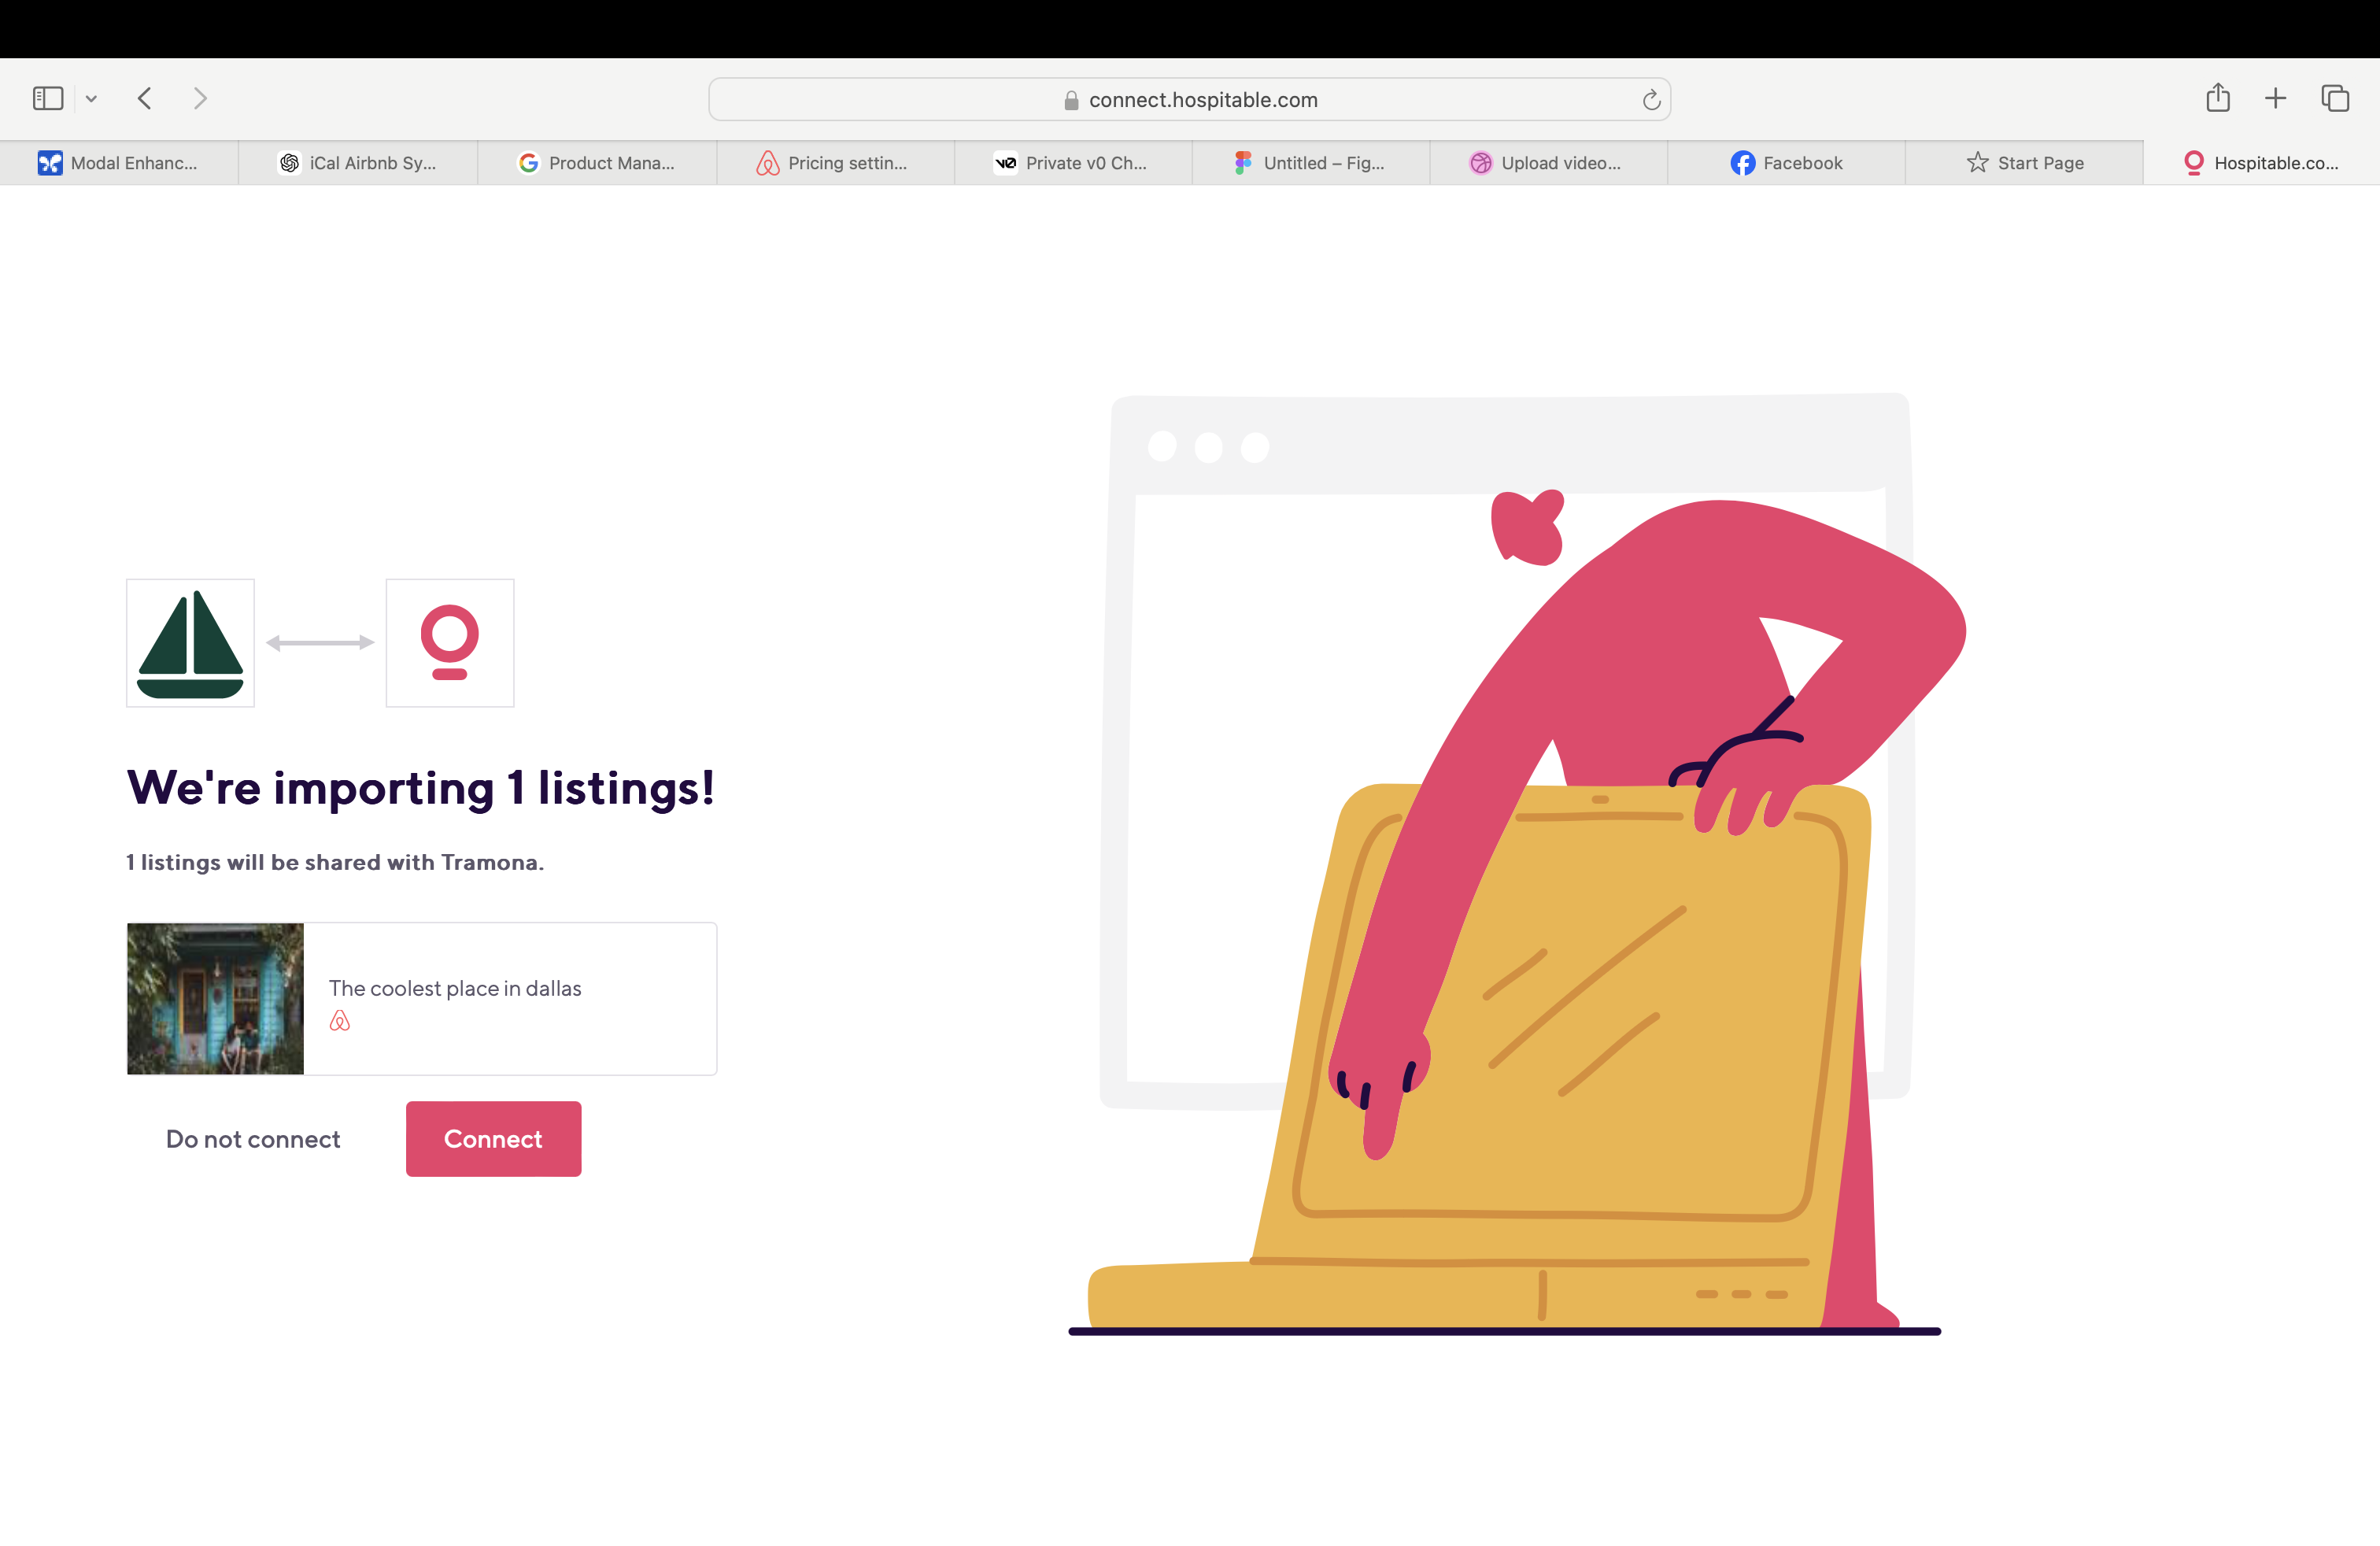 connect.hospitable.com
Modal Enhanc...
iCal Airbnb Sy...
Product Mana...
Pricing settin...
v0 Private v0 Ch...
Untitled – Fig...
Upload video...
Facebook
Start Page
Hospitable.co...
We're importing 1 listings!
1 listings will be shared with Tramona.
The coolest place in dallas
Do not connect
Connect